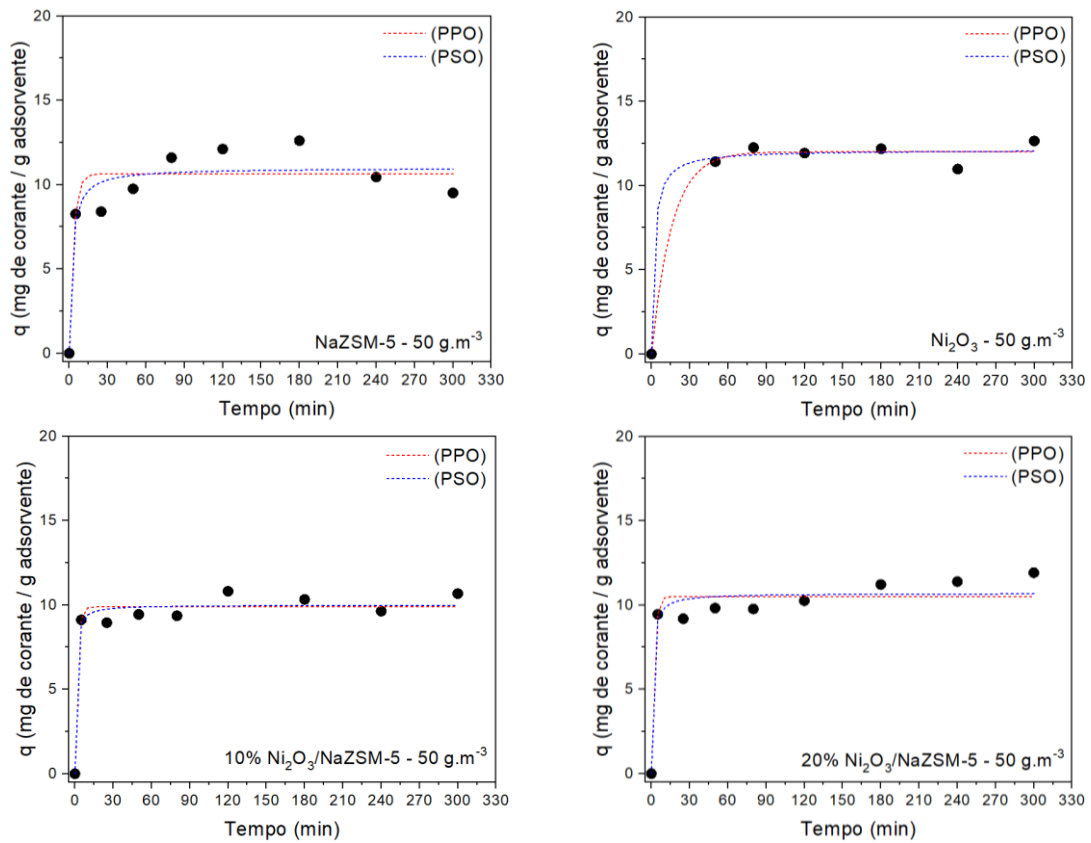 20
15
10
5
0
q (mg de corante / g adsorvente)
(PPO)
(PSO)
NaZSM-5 - 50 g.m⁻³
0 30 60 90 120 150 180 210 240 270 300 330
Tempo (min)
20
15
10
5
0
q (mg de corante / g adsorvente)
(PPO)
(PSO)
Ni₂O₃ - 50 g.m⁻³
0 30 60 90 120 150 180 210 240 270 300 330
Tempo (min)
20
15
10
5
0
q (mg de corante / g adsorvente)
(PPO)
(PSO)
10% Ni₂O₃/NaZSM-5 - 50 g.m⁻³
0 30 60 90 120 150 180 210 240 270 300 330
Tempo (min)
20
15
10
5
0
q (mg de corante / g adsorvente)
(PPO)
(PSO)
20% Ni₂O₃/NaZSM-5 - 50 g.m⁻³
0 30 60 90 120 150 180 210 240 270 300 330
Tempo (min)